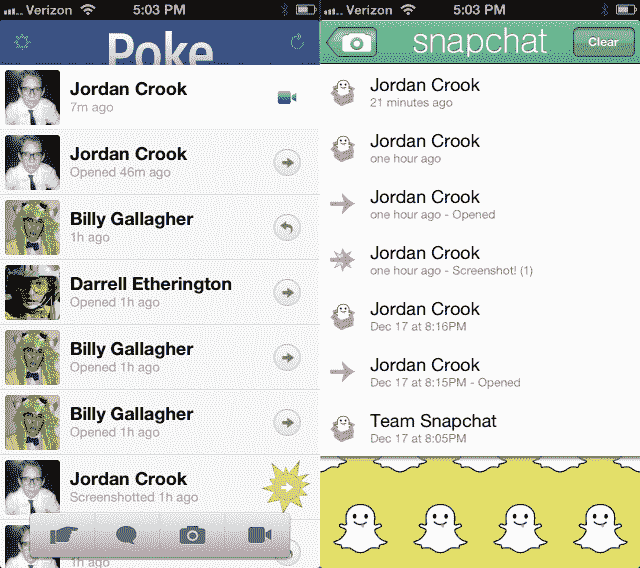 Verizon 5:03 PM
Poke
Jordan Crook
7m ago
Jordan Crook
Opened 46m ago
Billy Gallagher
1h ago
Darrell Etherington
Opened 1h ago
Billy Gallagher
Opened 1h ago
Billy Gallagher
Opened 1h ago
Jordan Crook
Screenshotted 1h ago
Verizon 5:03 PM
snapchat
Clear
Jordan Crook
21 minutes ago
Jordan Crook
one hour ago
Jordan Crook
one hour ago - Opened
Jordan Crook
one hour ago - Screenshot! (1)
Jordan Crook
Dec 17 at 8:16PM
Jordan Crook
Dec 17 at 8:15PM - Opened
Team Snapchat
Dec 17 at 8:05PM